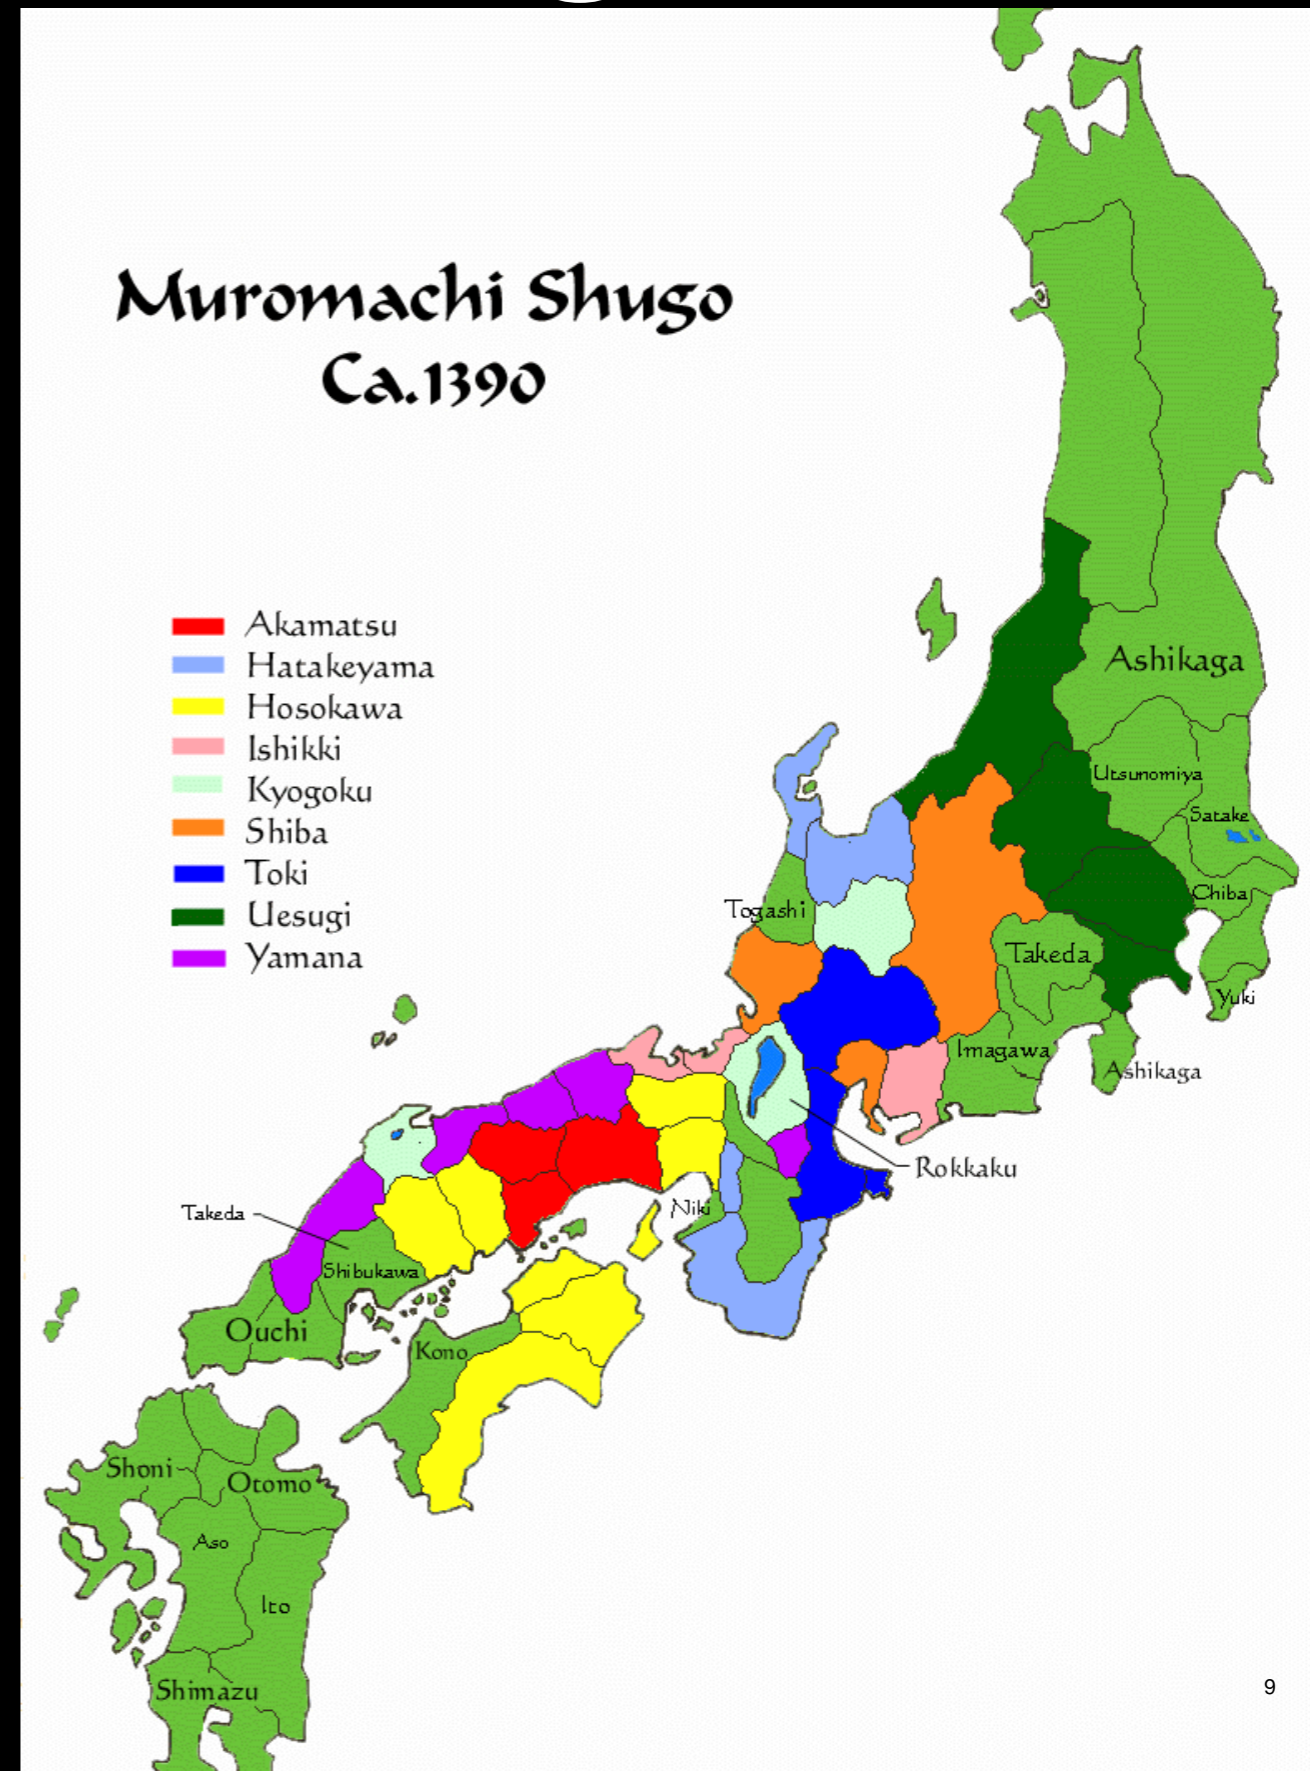 Muromachi Shugo
Ca.1390
Akamatsu
Hatakeyama
Hosokawa
Ishikki
Kyogoku
Shiba
Toki
Uesugi
Yamana
Ashikaga
Utsunomiya
Satake
Chiba
Togashi
Takeda
Yuki
Imagawa
Ashikaga
Rokkaku
Niki
Takeda
Shibukawa
Ouchi
Kono
Shoni
Otomo
Aso
Ito
Shimazu
9